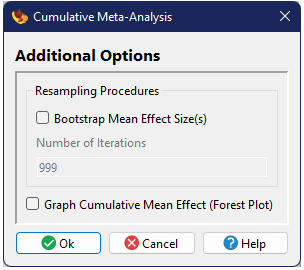 Cumulative Meta-Analysis
Additional Options
Resampling Procedures
Bootstrap Mean Effect Size(s)
Number of Iterations
999
Graph Cumulative Mean Effect (Forest Plot)
Ok Cancel Help